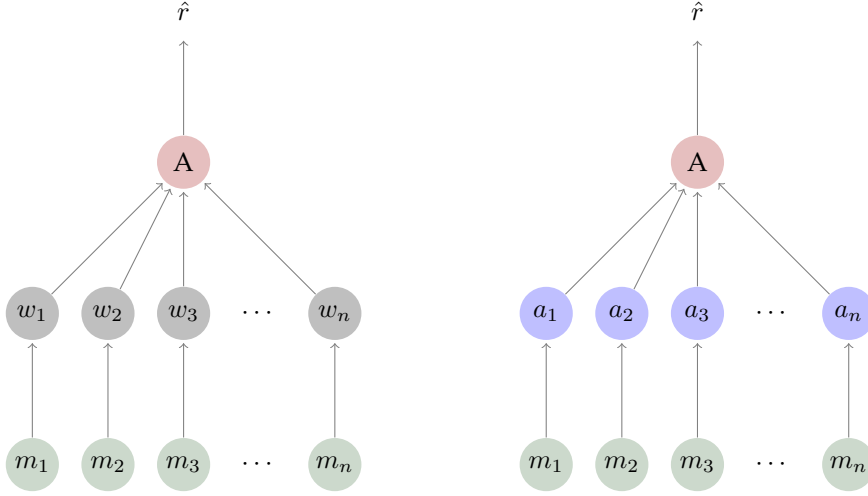 r̂ r̂
A A
w₁ w₂ w₃ ⋯ wₙ a₁ a₂ a₃ ⋯ aₙ
m₁ m₂ m₃ ⋯ mₙ m₁ m₂ m₃ ⋯ mₙ